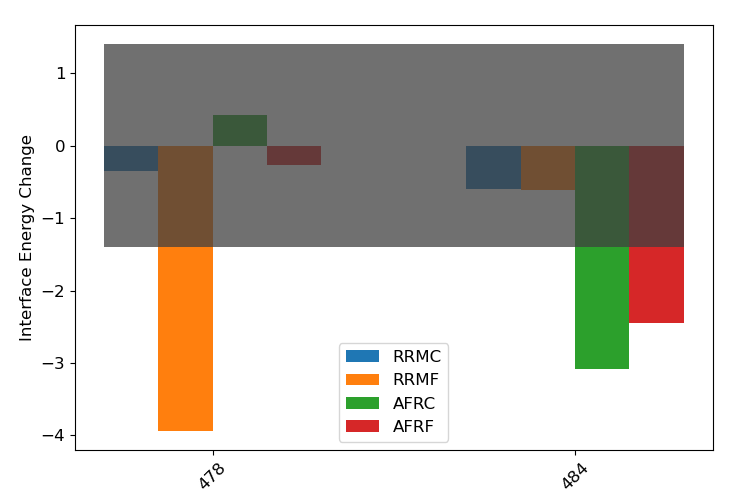 Interface Energy Change
1
0
−1
−2
−3
−4
RRMC
RRMF
AFRC
AFRF
478
484